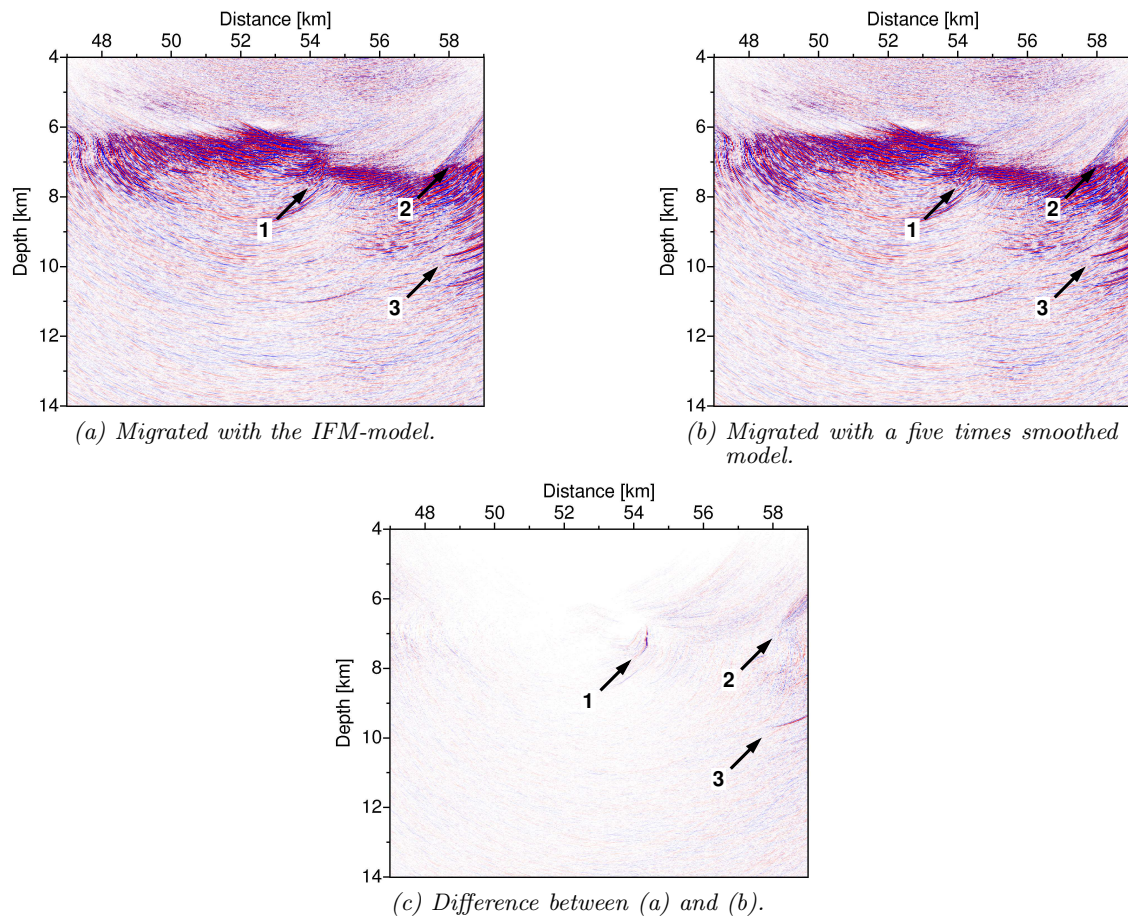 Distance [km]
48 50 52 54 56 58
4
6
8
10
12
14
Depth [km]
1
2
3
(a) Migrated with the IFM-model.
Distance [km]
48 50 52 54 56 58
4
6
8
10
12
14
Depth [km]
1
2
3
(b) Migrated with a five times smoothed
model.
Distance [km]
48 50 52 54 56 58
4
6
8
10
12
14
Depth [km]
1
2
3
(c) Difference between (a) and (b).